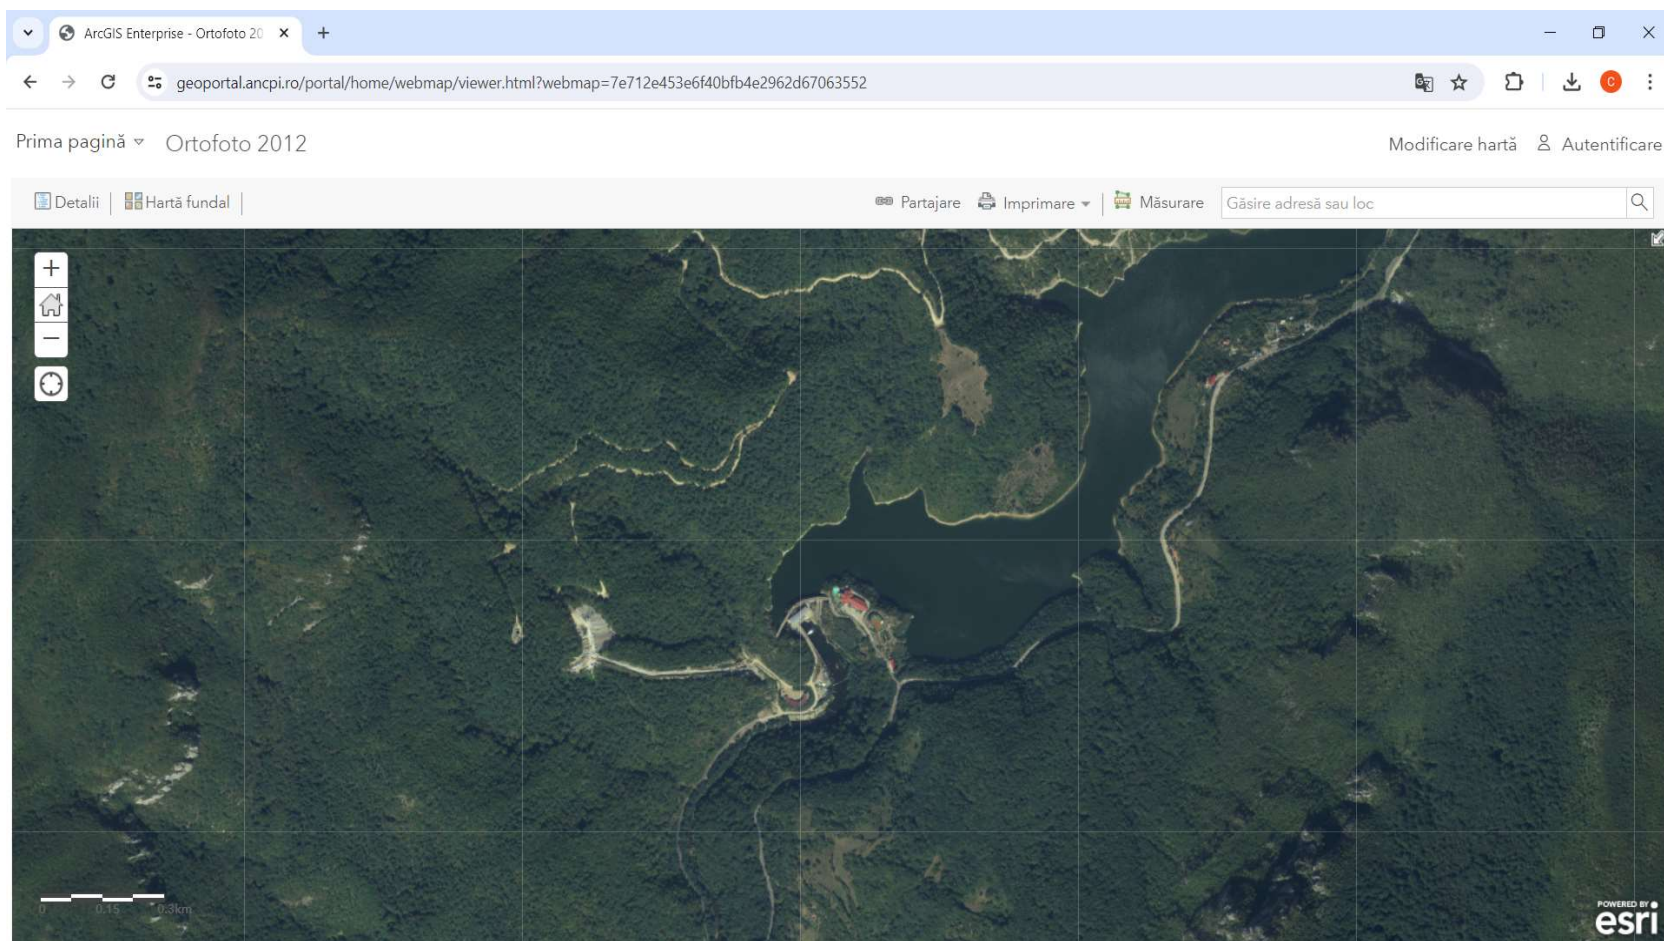 ArcGIS Enterprise - Ortofoto 20
geoportal.ancpi.ro/portal/home/webmap/viewer.html?webmap=7e712e453e6f40bfb4e2962d67063552
C
Prima pagină Ortofoto 2012
Modificare hartă Autentificare
Detalii Hartă fundal Partajare Imprimare Măsurare Găsire adresă sau loc
0 0.15 0.3km
POWERED BY
esri